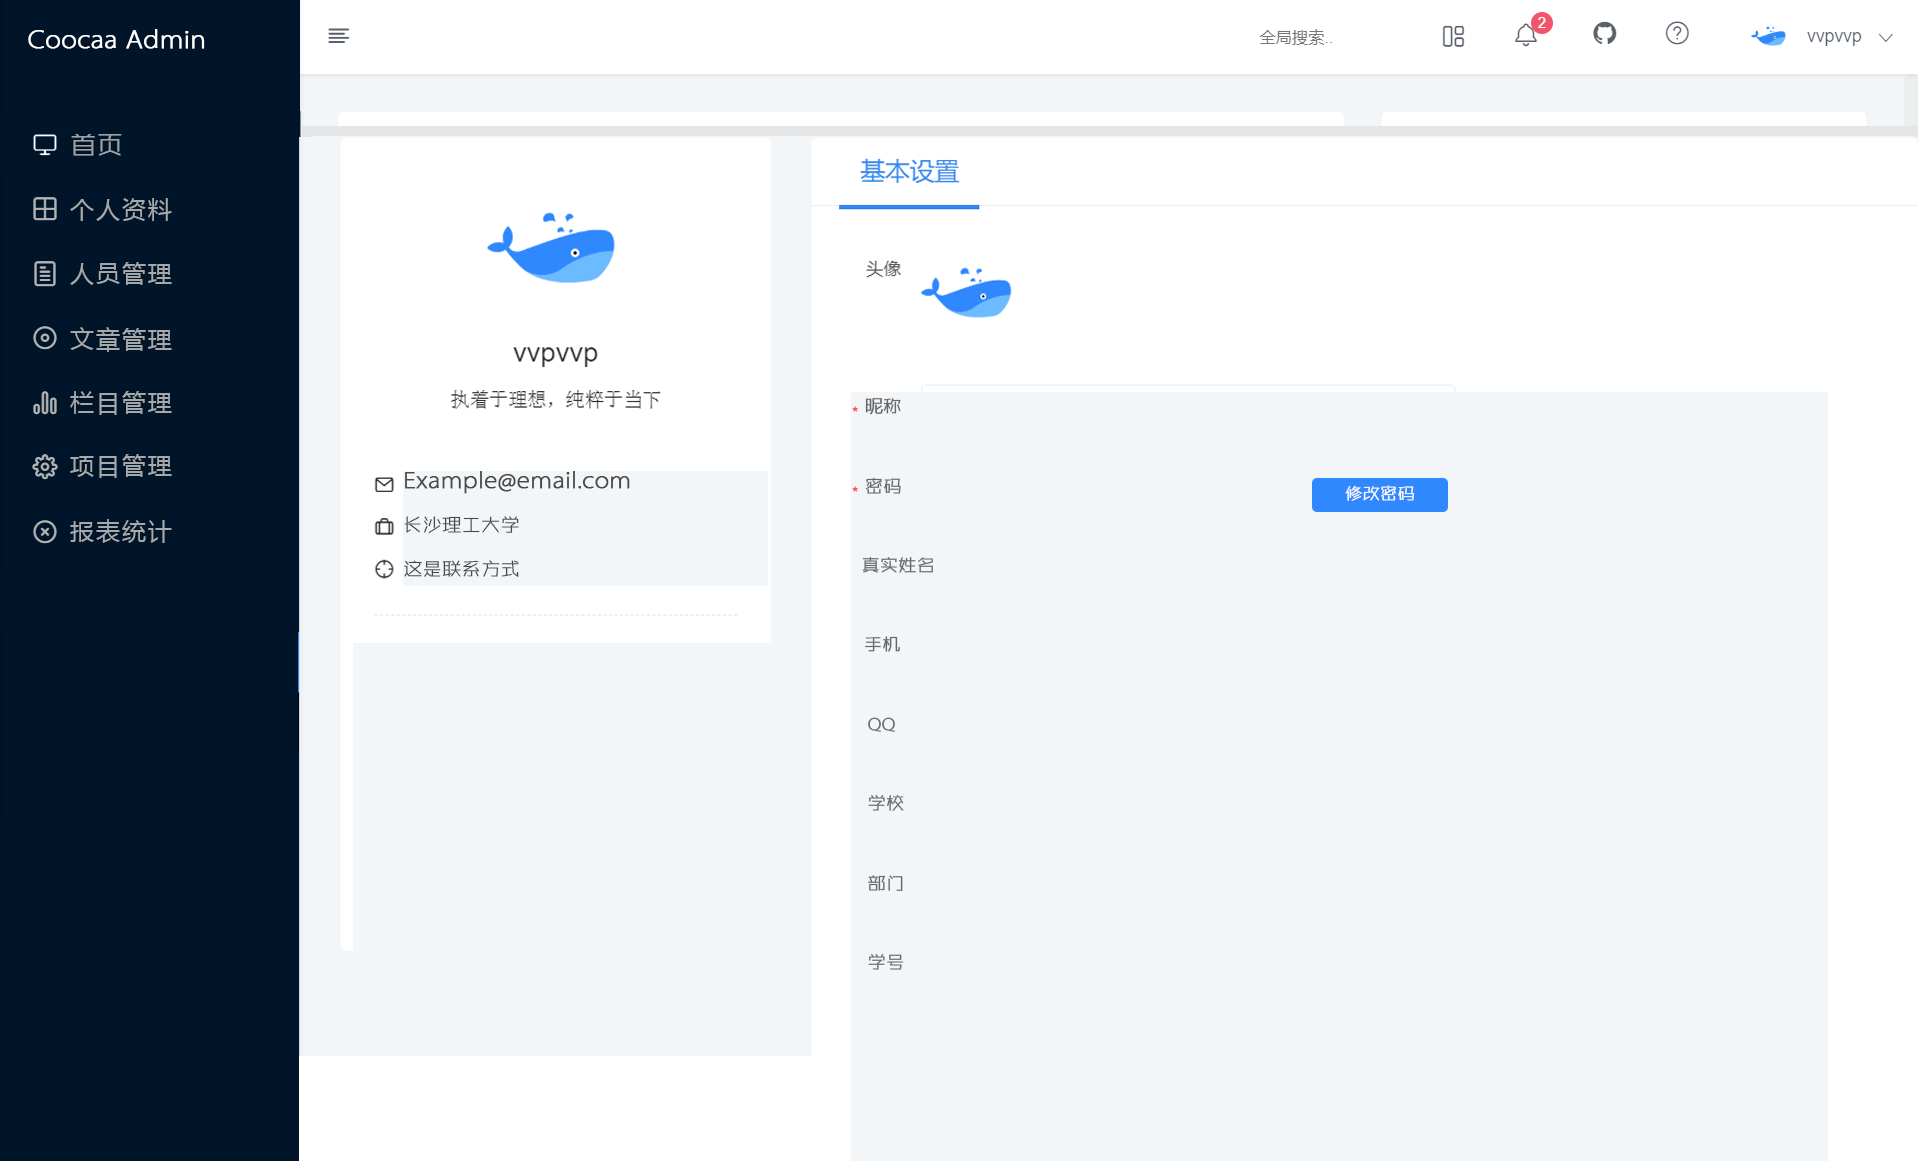 Coocaa Admin
全局搜索..
2
vvpvvp
首页
个人资料
人员管理
文章管理
栏目管理
项目管理
报表统计
vvpvvp
执着于理想，纯粹于当下
Example@email.com
长沙理工大学
这是联系方式
基本设置
头像
* 昵称
* 密码
修改密码
真实姓名
手机
QQ
学校
部门
学号